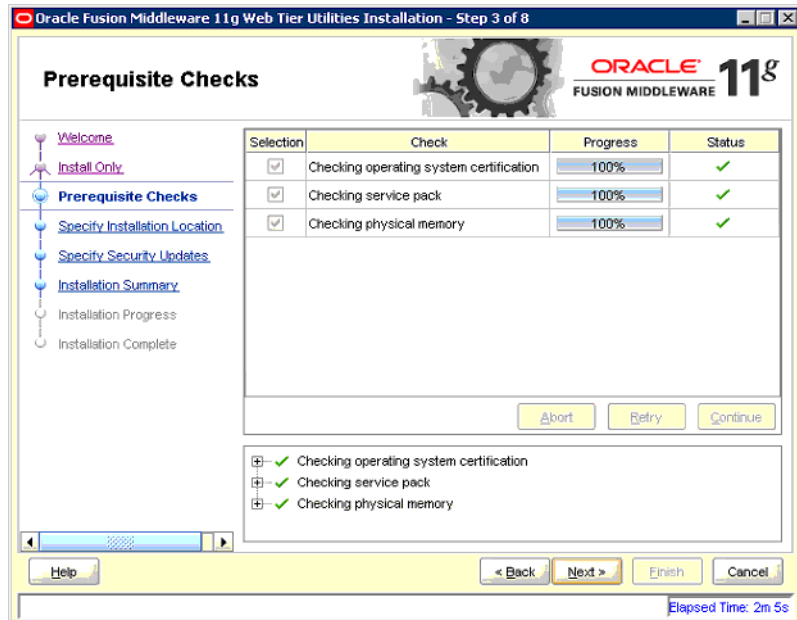 Oracle Fusion Middleware 11g Web Tier Utilities Installation - Step 3 of 8
Prerequisite Checks
ORACLE
FUSION MIDDLEWARE 11g
Welcome
Install Only
Prerequisite Checks
Specify Installation Location
Specify Security Updates
Installation Summary
Installation Progress
Installation Complete
Selection Check Progress Status
Checking operating system certification 100%
Checking service pack 100%
Checking physical memory 100%
Abort Retry Continue
Checking operating system certification
Checking service pack
Checking physical memory
Help < Back Next > Finish Cancel
Elapsed Time: 2m 5s